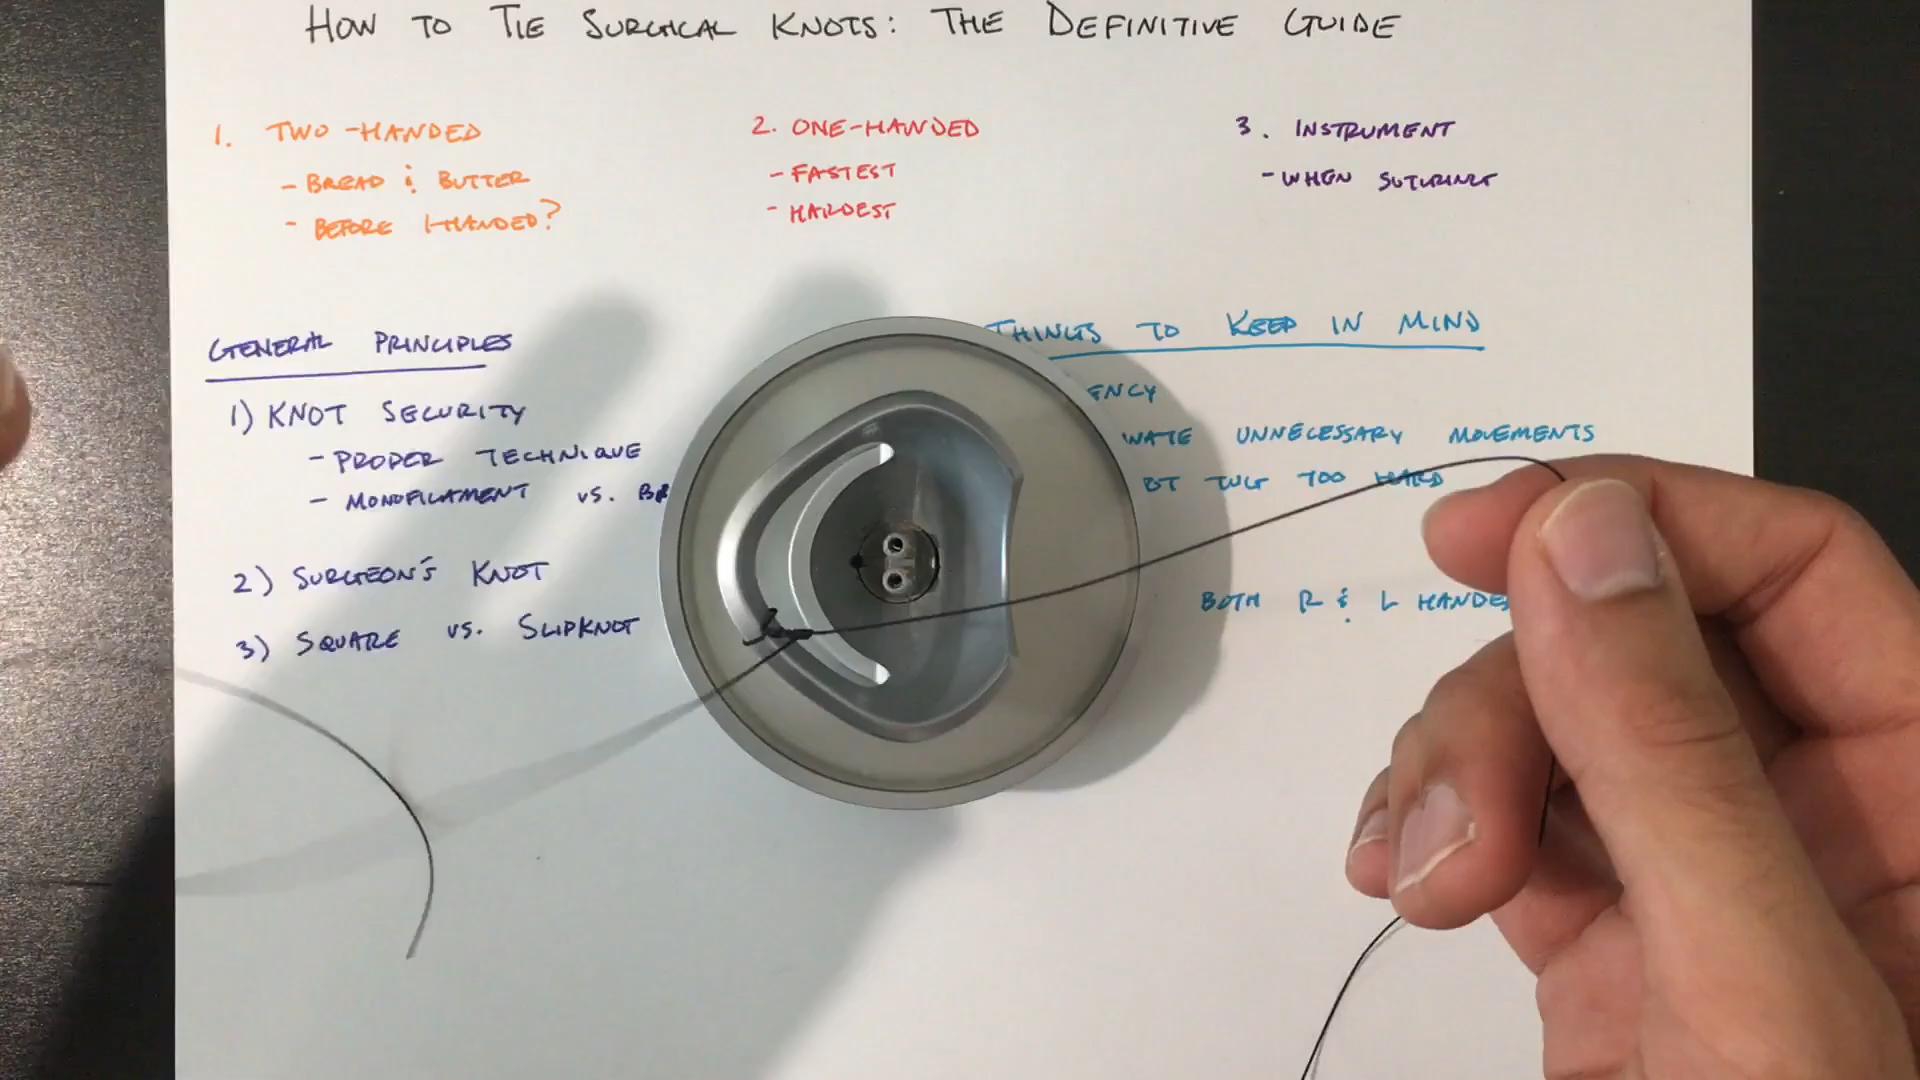 HOW TO TIE SURGICAL KNOTS: THE DEFINITIVE GUIDE
1. TWO-HANDED
- BREAD & BUTTER
- BEFORE 1-HANDED?
2. ONE-HANDED
- FASTEST
- HARDEST
3. INSTRUMENT
- WHEN SUTURING
GENERAL PRINCIPLES
1) KNOT SECURITY
- PROPER TECHNIQUE
- MONOFILAMENT VS.
2) SURGEON'S KNOT
3) SQUARE VS. SLIPKNOT
THINGS TO KEEP IN MIND
UNNECESSARY MOVEMENTS
TOO HARD
BOTH R & L